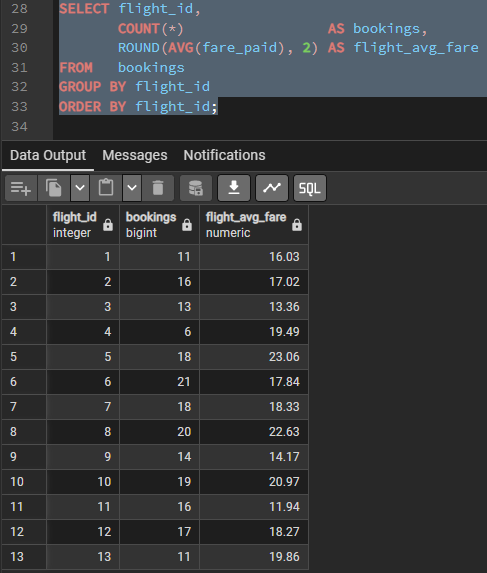 28 SELECT flight_id,
29 COUNT(*) AS bookings,
30 ROUND(AVG(fare_paid), 2) AS flight_avg_fare
31 FROM bookings
32 GROUP BY flight_id
33 ORDER BY flight_id;
34
Data Output Messages Notifications
SQL
flight_id bookings flight_avg_fare
integer bigint numeric
1 1 11 16.03
2 2 16 17.02
3 3 13 13.36
4 4 6 19.49
5 5 18 23.06
6 6 21 17.84
7 7 18 18.33
8 8 20 22.63
9 9 14 14.17
10 10 19 20.97
11 11 16 11.94
12 12 17 18.27
13 13 11 19.86